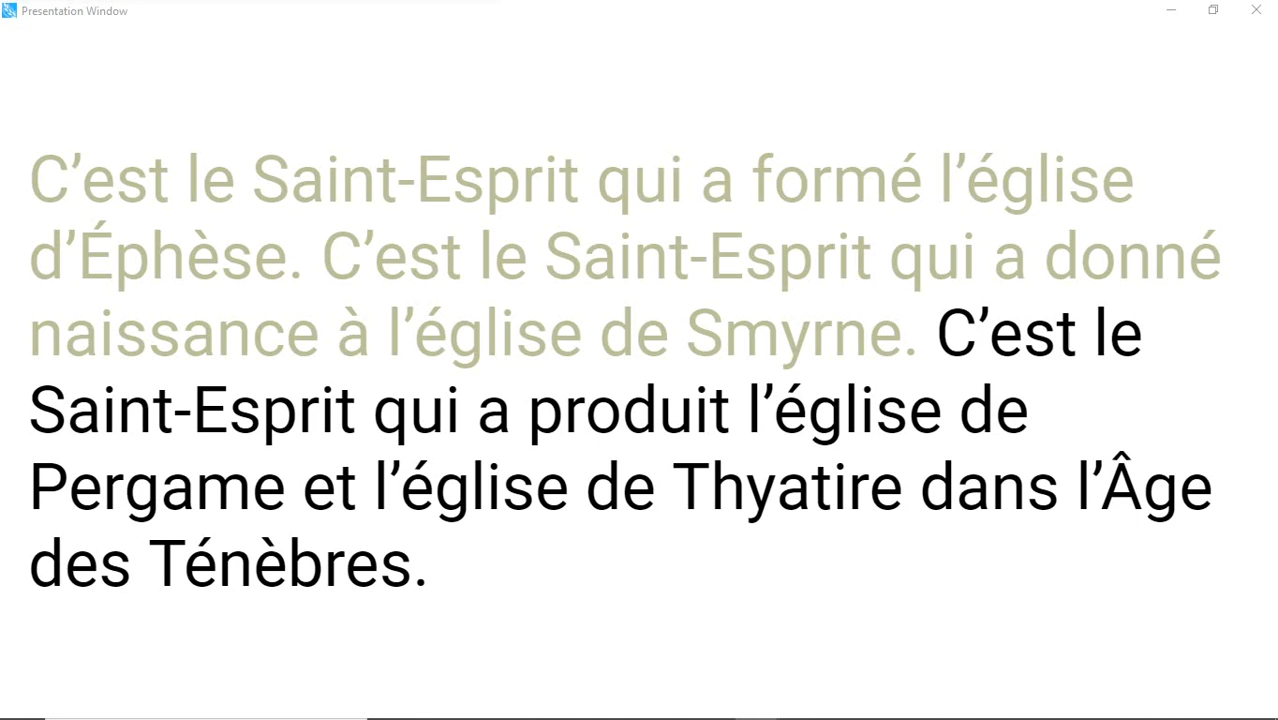 Presentation Window
C’est le Saint-Esprit qui a formé l’église
d’Éphèse. C’est le Saint-Esprit qui a donné
naissance à l’église de Smyrne. C’est le
Saint-Esprit qui a produit l’église de
Pergame et l’église de Thyatire dans l’Âge
des Ténèbres.